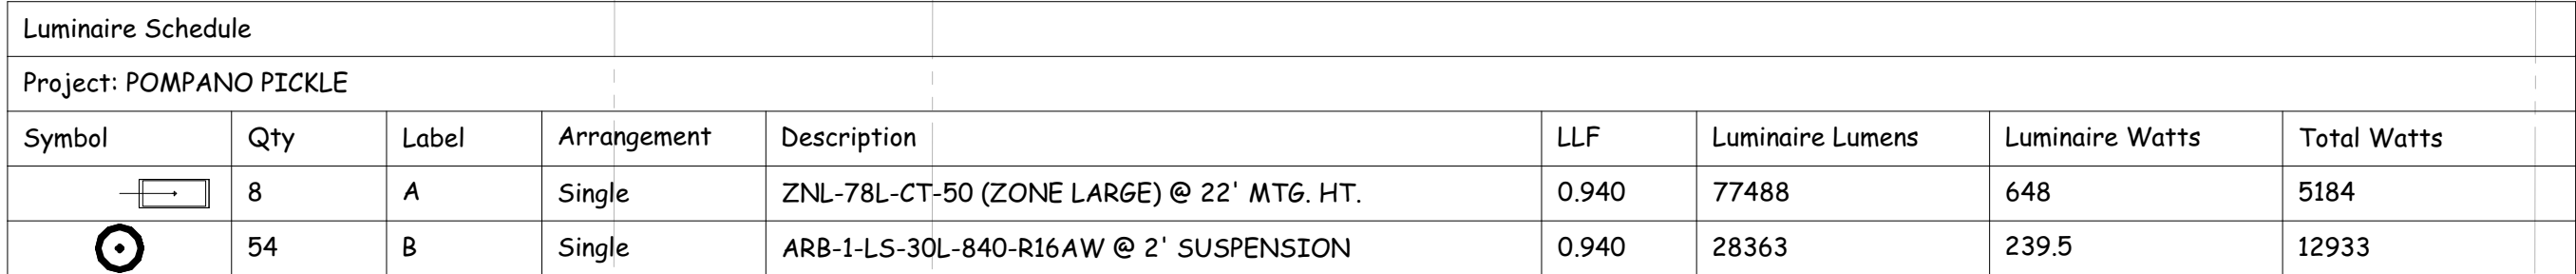 Luminaire Schedule
Project: POMPANO PICKLE
Symbol Qty Label Arrangement Description LLF Luminaire Lumens Luminaire Watts Total Watts
8 A Single ZNL-78L-CT-50 (ZONE LARGE) @ 22' MTG. HT. 0.940 77488 648 5184
54 B Single ARB-1-LS-30L-840-R16AW @ 2' SUSPENSION 0.940 28363 239.5 12933